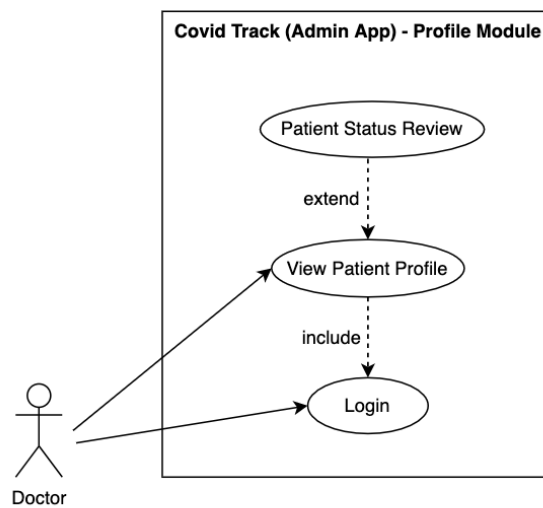 Covid Track (Admin App) - Profile Module
Patient Status Review
extend
View Patient Profile
include
Login
Doctor